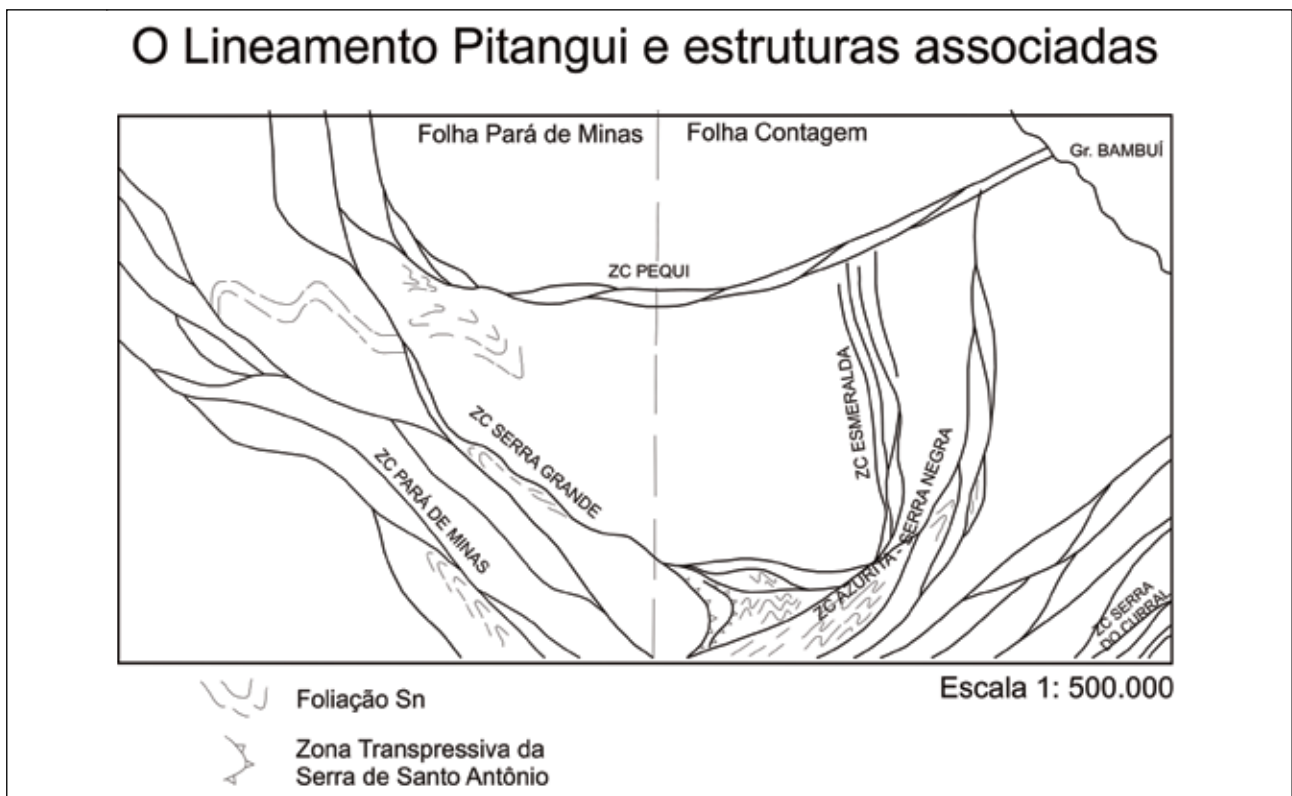 O Lineamento Pitangui e estruturas associadas
Folha Pará de Minas
Folha Contagem
Gr. BAMBUÍ
ZC PEQUI
ZC ESMERALDA
ZC SERRA GRANDE
ZC PARÁ DE MINAS
ZC AZURITA - SERRA NEGRA
ZC SERRA
DO CURRAL
Escala 1: 500.000
Foliação Sn
Zona Transpressiva da
Serra de Santo Antônio